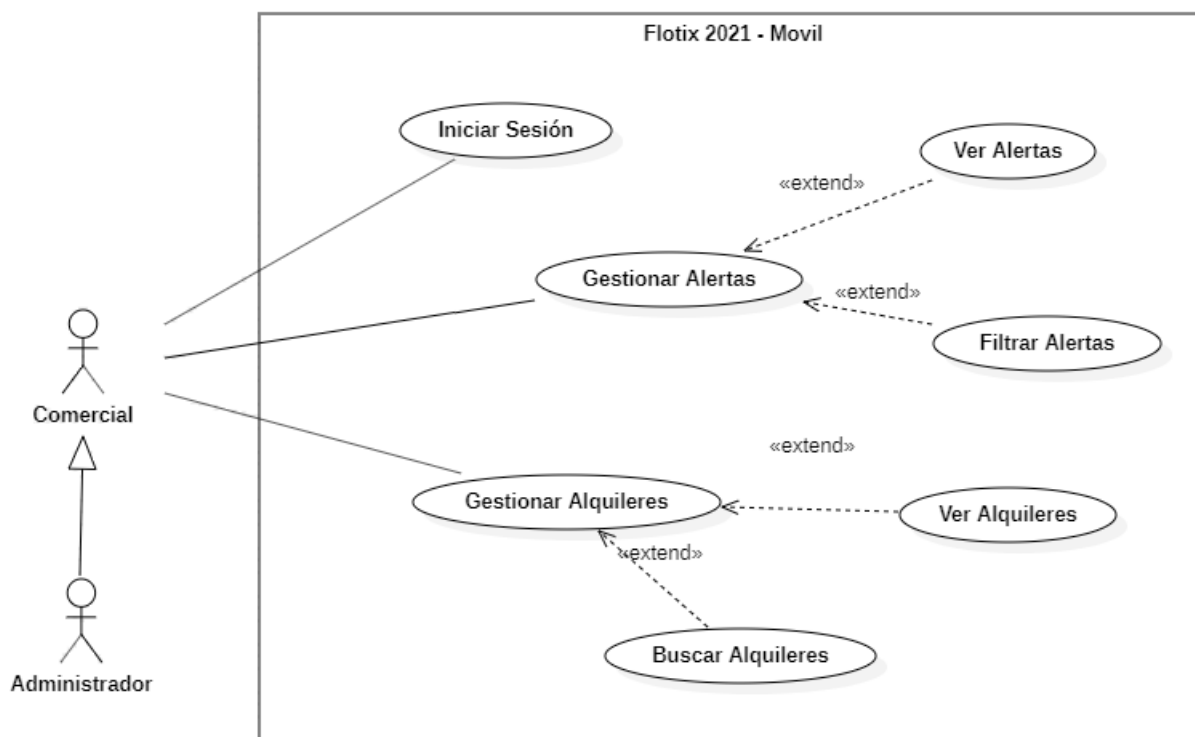 Flotix 2021 - Movil
Iniciar Sesión
Ver Alertas
«extend»
Gestionar Alertas
«extend»
Filtrar Alertas
Comercial
«extend»
Gestionar Alquileres
Ver Alquileres
«extend»
Buscar Alquileres
Administrador